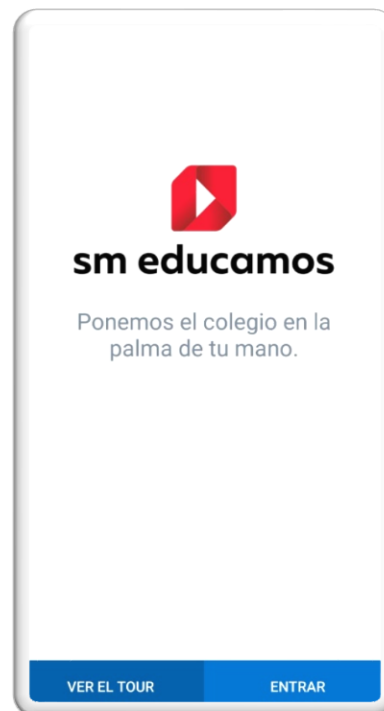 sm educamos
Ponemos el colegio en la
palma de tu mano.
VER EL TOUR
ENTRAR